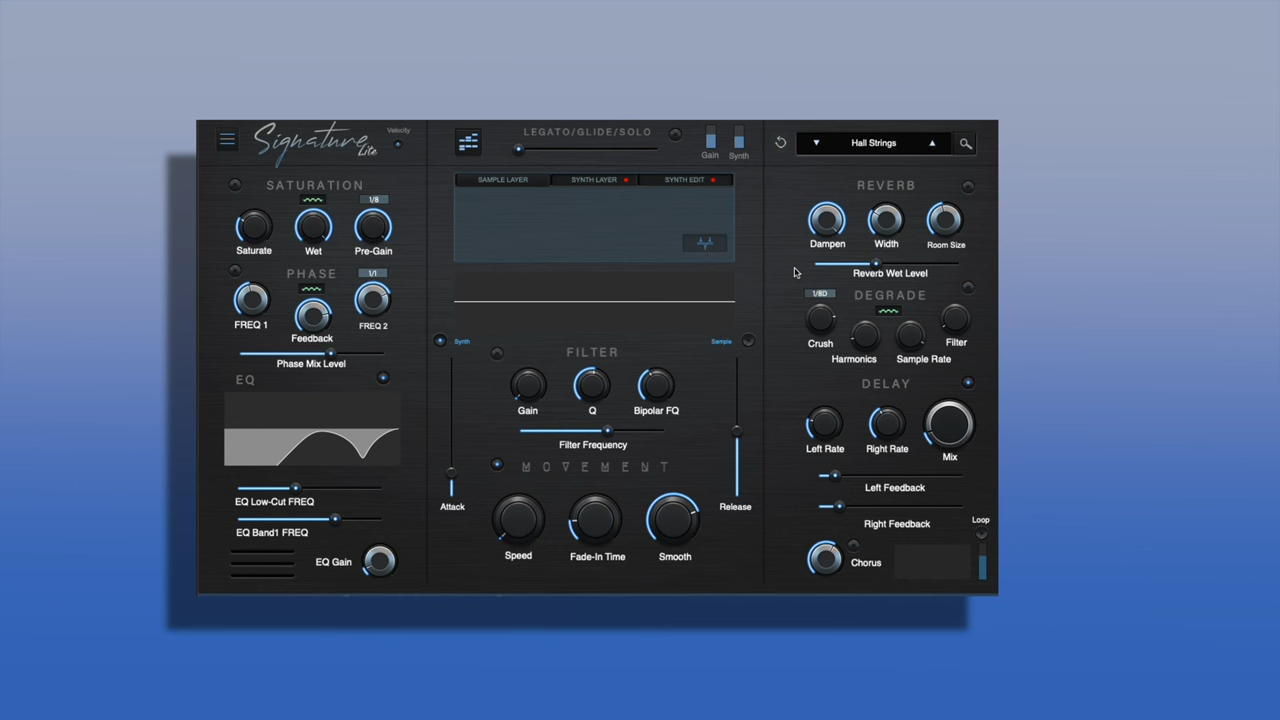 Signature Lite
Velocity
LEGATO/GLIDE/SOLO
Gain
Synth
Hall Strings
SATURATION
1/8
Saturate
Wet
Pre-Gain
PHASE
1/1
FREQ 1
Feedback
FREQ 2
Phase Mix Level
EQ
EQ Low-Cut FREQ
EQ Band1 FREQ
EQ Gain
SAMPLE LAYER
SYNTH LAYER
SYNTH EDIT
Synth
Sample
FILTER
Gain
Q
Bipolar FQ
Filter Frequency
MOVEMENT
Attack
Release
Speed
Fade-In Time
Smooth
REVERB
Dampen
Width
Room Size
Reverb Wet Level
1/8D
DEGRADE
Crush
Harmonics
Sample Rate
Filter
DELAY
Left Rate
Right Rate
Mix
Left Feedback
Right Feedback
Loop
Chorus